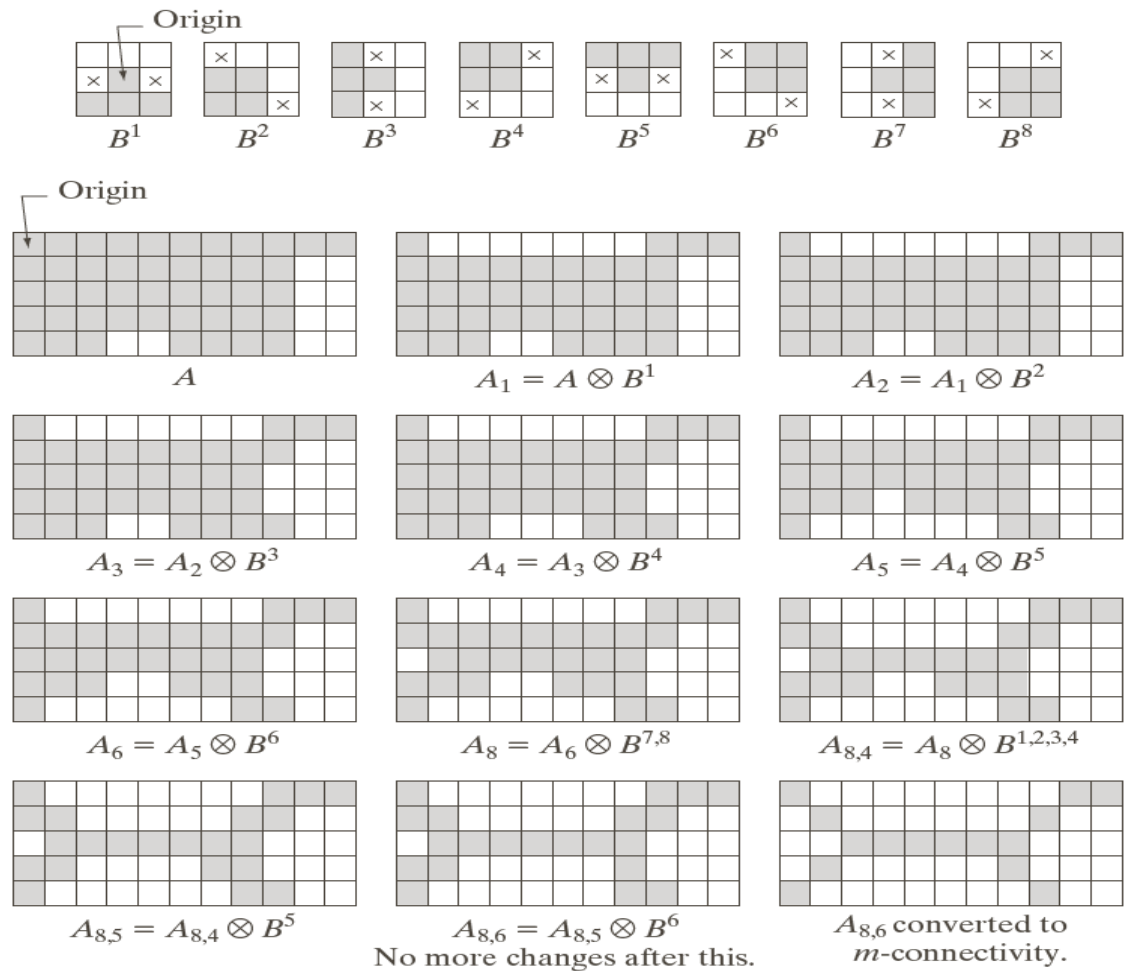 Origin
× × × × × × × × × × × × × × × ×
B¹ B² B³ B⁴ B⁵ B⁶ B⁷ B⁸
Origin
A A₁ = A ⊗ B¹ A₂ = A₁ ⊗ B²
A₃ = A₂ ⊗ B³ A₄ = A₃ ⊗ B⁴ A₅ = A₄ ⊗ B⁵
A₆ = A₅ ⊗ B⁶ A₈ = A₆ ⊗ B⁷,⁸ A₈,₄ = A₈ ⊗ B¹,²,³,⁴
A₈,₅ = A₈,₄ ⊗ B⁵ A₈,₆ = A₈,₅ ⊗ B⁶ A₈,₆ converted to
No more changes after this. m-connectivity.